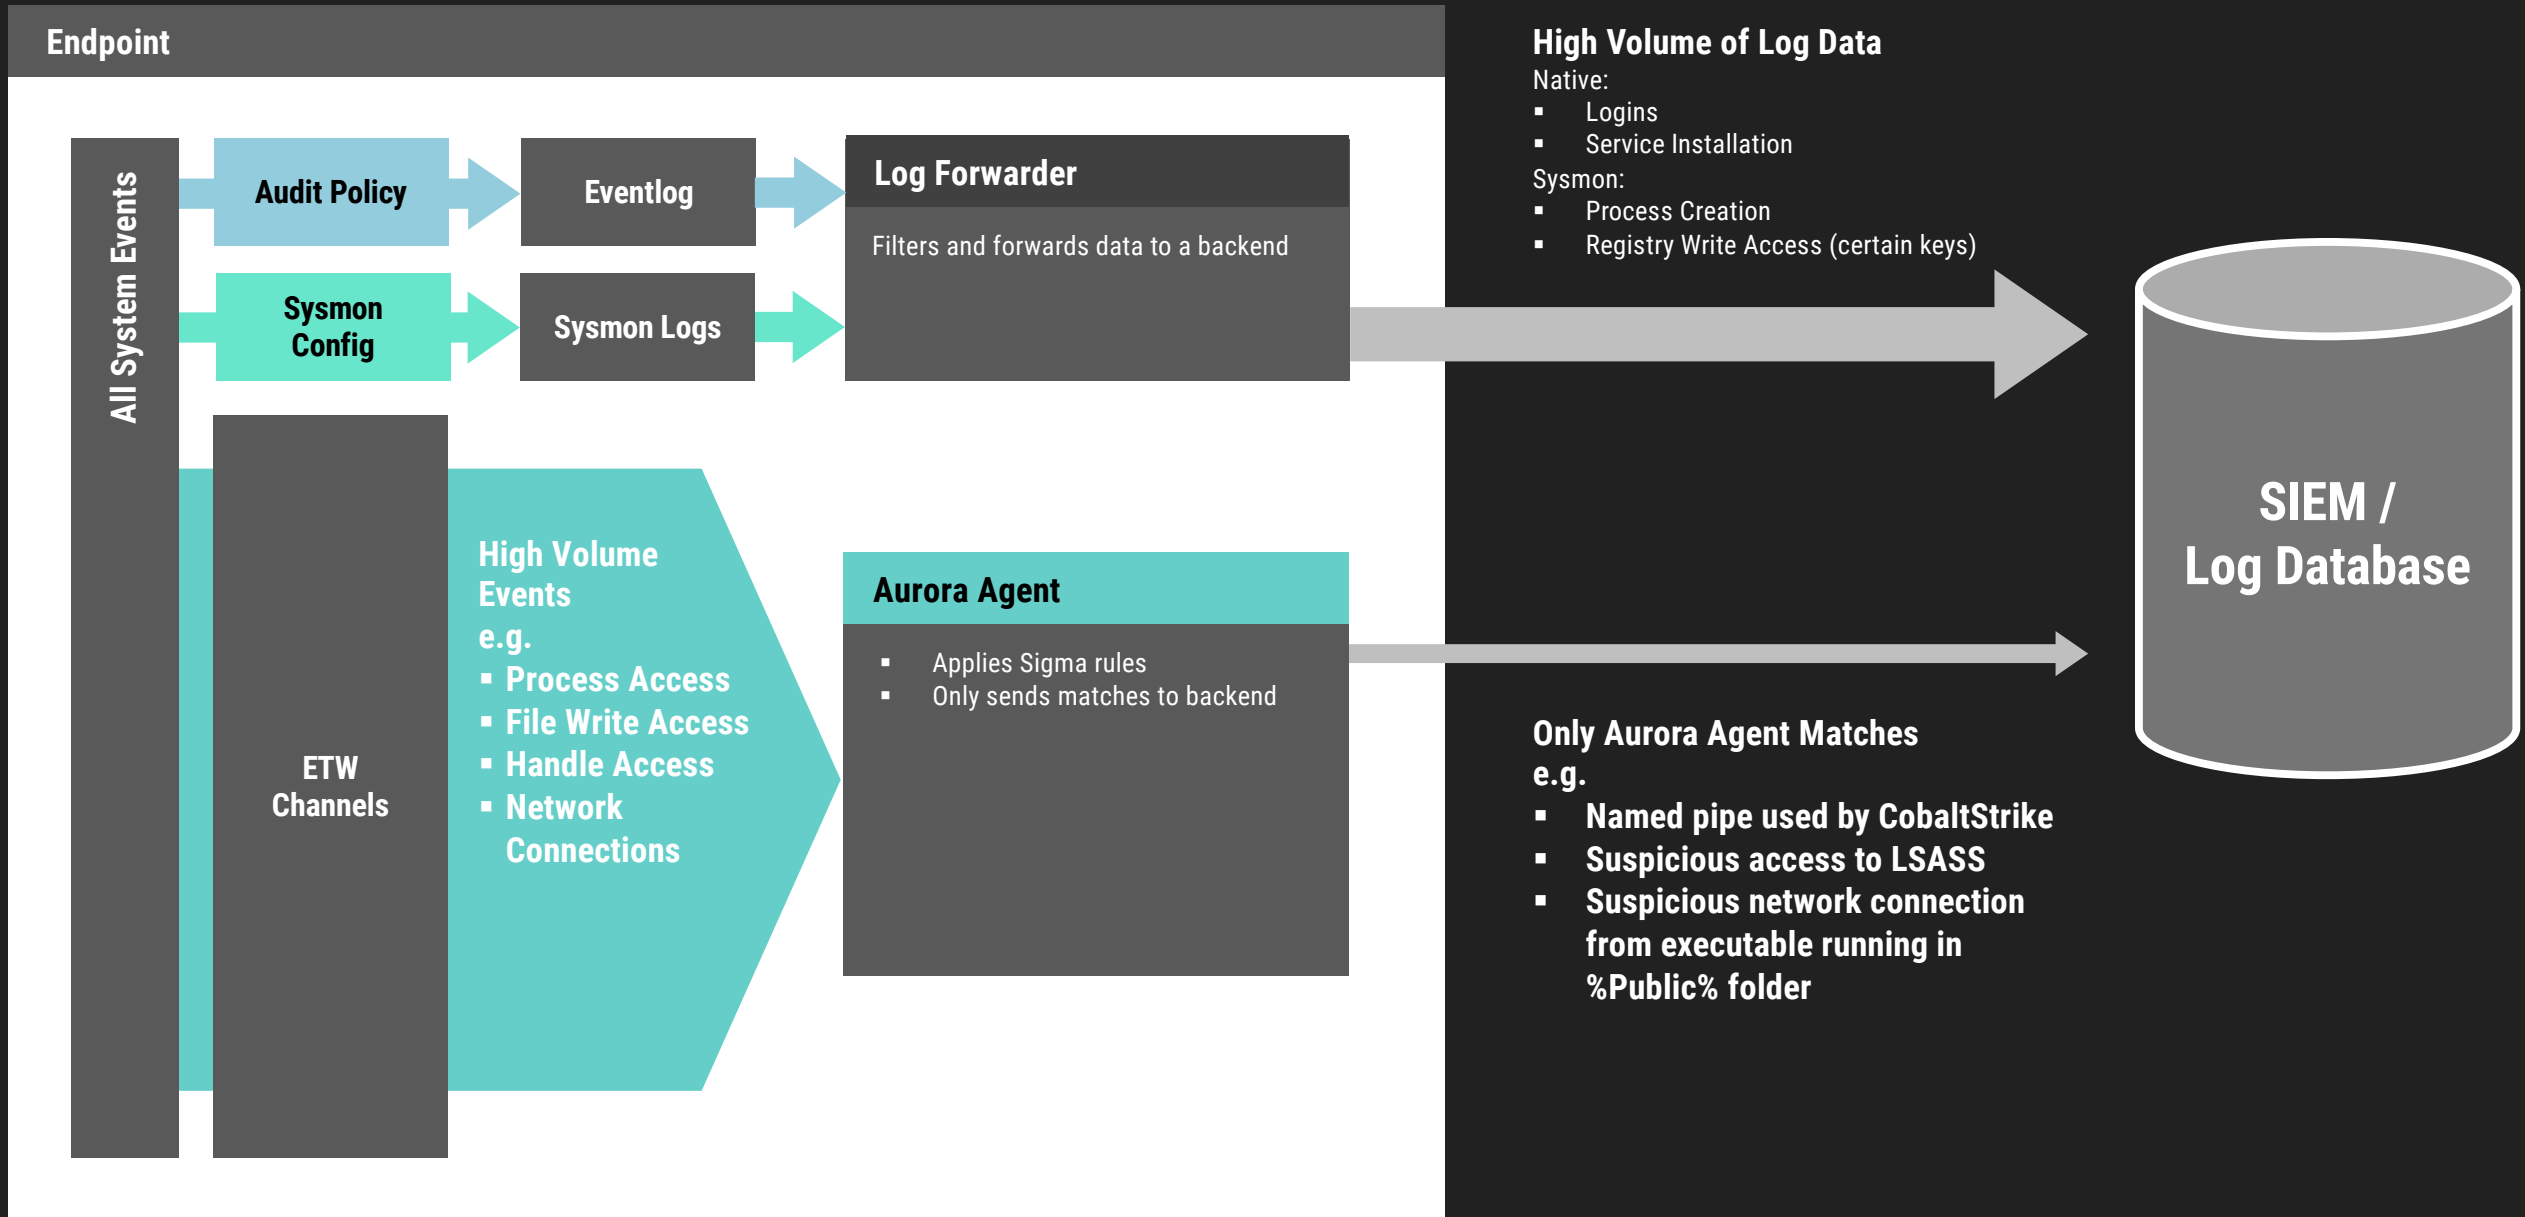 Endpoint
All System Events
Audit Policy
Eventlog
Log Forwarder
Filters and forwards data to a backend
Sysmon
Config
Sysmon Logs
ETW
Channels
High Volume
Events
e.g.
▪ Process Access
▪ File Write Access
▪ Handle Access
▪ Network
Connections
Aurora Agent
▪ Applies Sigma rules
▪ Only sends matches to backend
High Volume of Log Data
Native:
▪ Logins
▪ Service Installation
Sysmon:
▪ Process Creation
▪ Registry Write Access (certain keys)
SIEM /
Log Database
Only Aurora Agent Matches
e.g.
▪ Named pipe used by CobaltStrike
▪ Suspicious access to LSASS
▪ Suspicious network connection
from executable running in
%Public% folder